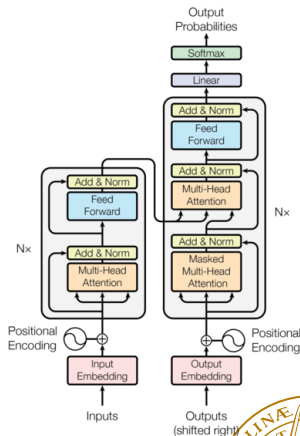 Output
Probabilities
Softmax
Linear
Add & Norm
Feed
Forward
Add & Norm
Multi-Head
Attention
Add & Norm
Masked
Multi-Head
Attention
N×
Add & Norm
Feed
Forward
N×
Add & Norm
Multi-Head
Attention
Positional
Encoding
Positional
Encoding
Input
Embedding
Output
Embedding
Inputs
Outputs
(shifted right)